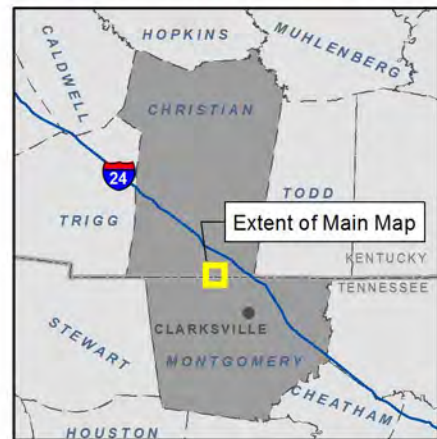 HOPKINS
MUHLENBERG
CALDWELL
CHRISTIAN
24
TODD
TRIGG
Extent of Main Map
KENTUCKY
TENNESSEE
CLARKSVILLE
STEWART
MONTGOMERY
CHEATHAM
HOUSTON